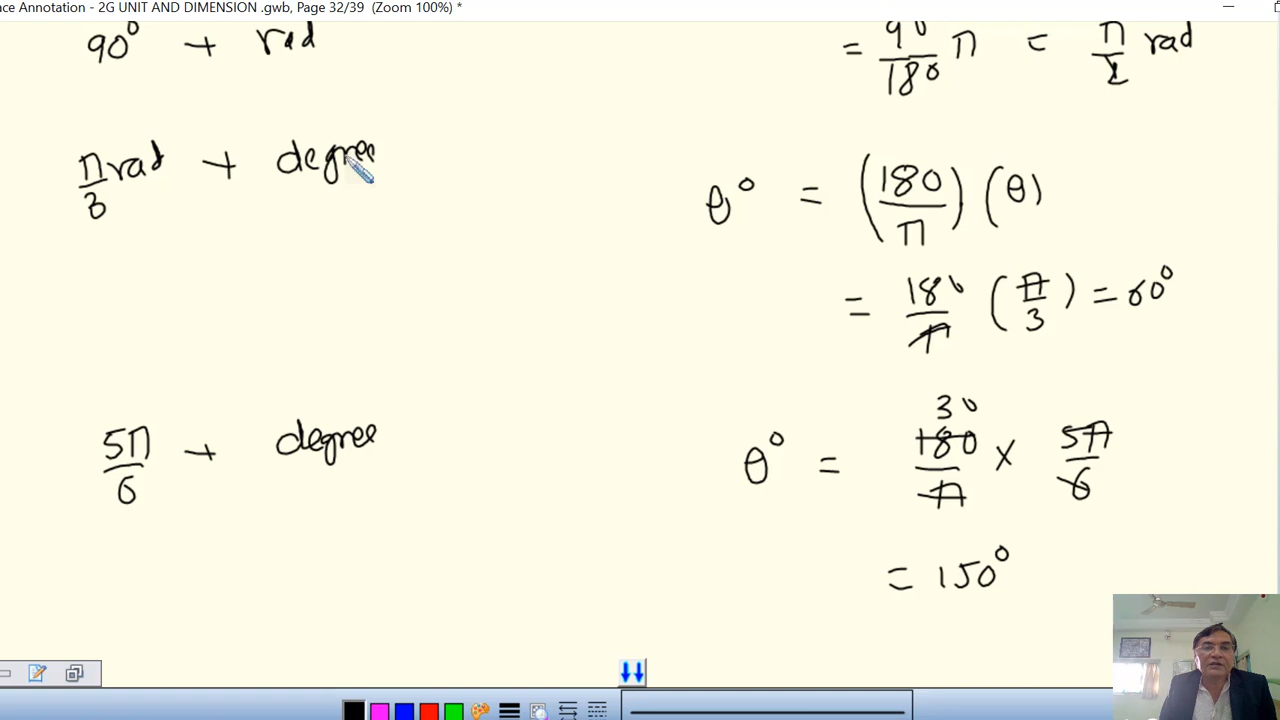 ace Annotation - 2G UNIT AND DIMENSION .gwb, Page 32/39 (Zoom 100%) *
90° → rad
= 90/180 π = π/2 rad
π/3 rad → degree
θ° = (180/π) (θ)
= 180/π (π/3) = 60°
5π/6 → degree
30
θ° = 180/π × 5π/6
= 150°